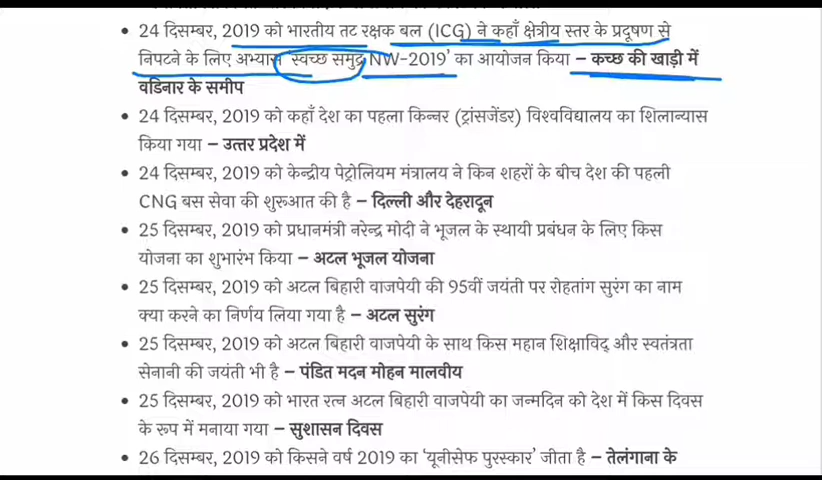 24 दिसम्बर, 2019 को भारतीय तट रक्षक बल (ICG) ने कहाँ क्षेत्रीय स्तर के प्रदूषण से
निपटने के लिए अभ्यास 'स्वच्छ समुद्र NW-2019' का आयोजन किया – कच्छ की खाड़ी में
वडिनार के समीप
24 दिसम्बर, 2019 को कहाँ देश का पहला किन्नर (ट्रांसजेंडर) विश्वविद्यालय का शिलान्यास
किया गया – उत्तर प्रदेश में
24 दिसम्बर, 2019 को केन्द्रीय पेट्रोलियम मंत्रालय ने किन शहरों के बीच देश की पहली
CNG बस सेवा की शुरूआत की है – दिल्ली और देहरादून
25 दिसम्बर, 2019 को प्रधानमंत्री नरेन्द्र मोदी ने भूजल के स्थायी प्रबंधन के लिए किस
योजना का शुभारंभ किया – अटल भूजल योजना
25 दिसम्बर, 2019 को अटल बिहारी वाजपेयी की 95वीं जयंती पर रोहतांग सुरंग का नाम
क्या करने का निर्णय लिया गया है – अटल सुरंग
25 दिसम्बर, 2019 को अटल बिहारी वाजपेयी के साथ किस महान शिक्षाविद् और स्वतंत्रता
सेनानी की जयंती भी है – पंडित मदन मोहन मालवीय
25 दिसम्बर, 2019 को भारत रत्न अटल बिहारी वाजपेयी का जन्मदिन को देश में किस दिवस
के रूप में मनाया गया – सुशासन दिवस
26 दिसम्बर, 2019 को किसने वर्ष 2019 का 'यूनीसेफ पुरस्कार' जीता है – तेलंगाना के